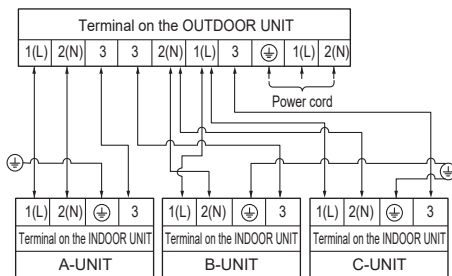 Terminal on the OUTDOOR UNIT
1(L) 2(N) 3 3 2(N) 1(L) 3 1(L) 2(N)
Power cord
1(L) 2(N) 3 1(L) 2(N) 3 1(L) 2(N) 3
Terminal on the INDOOR UNIT Terminal on the INDOOR UNIT Terminal on the INDOOR UNIT
A-UNIT B-UNIT C-UNIT